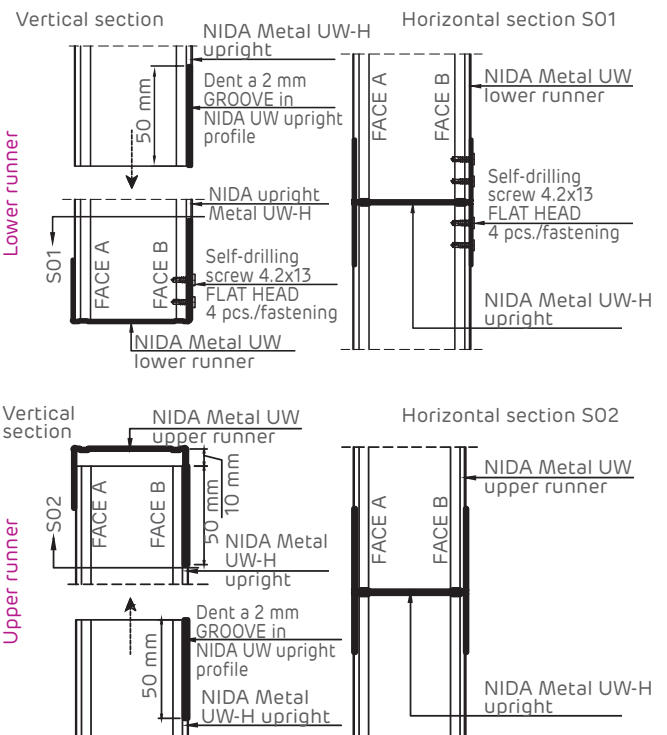 Vertical section
NIDA Metal UW-H
upright
Dent a 2 mm
GROOVE in
NIDA UW upright
profile
50 mm
Lower runner
NIDA upright
Metal UW-H
S01
FACE A
FACE B
Self-drilling
screw 4.2x13
FLAT HEAD
4 pcs./fastening
NIDA Metal UW
lower runner
Horizontal section S01
FACE A
FACE B
NIDA Metal UW
lower runner
Self-drilling
screw 4.2x13
FLAT HEAD
4 pcs./fastening
NIDA Metal UW-H
upright
Vertical
section
NIDA Metal UW
upper runner
S02
FACE A
FACE B
50 mm
10 mm
NIDA Metal
UW-H
upright
Upper runner
Dent a 2 mm
GROOVE in
NIDA UW upright
profile
50 mm
NIDA Metal
UW-H upright
Horizontal section S02
FACE A
FACE B
NIDA Metal UW
upper runner
NIDA Metal UW-H
upright